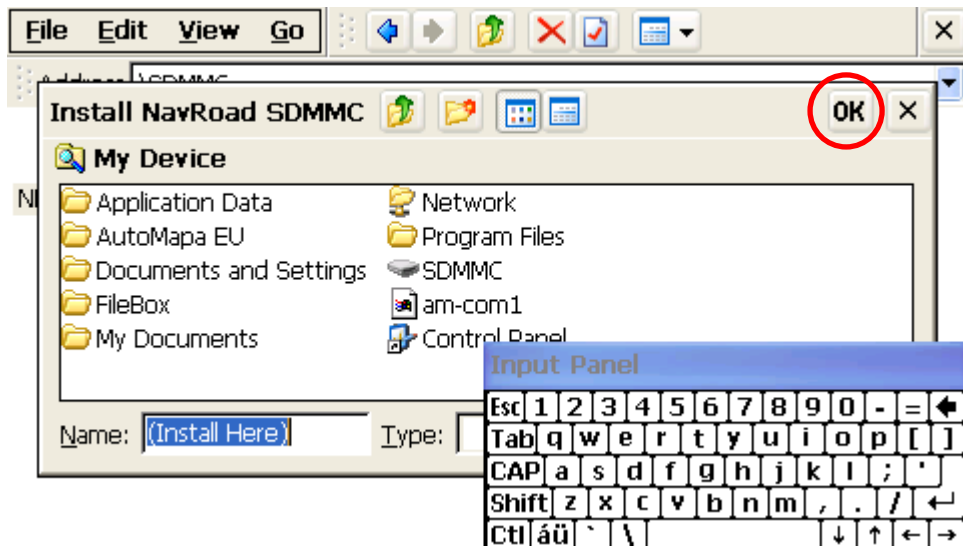 File Edit View Go
Address \SDMMC
Install NavRoad SDMMC OK
My Device
Application Data Network
AutoMapa EU Program Files
Documents and Settings SDMMC
FileBox am-com1
My Documents Control Panel
Input Panel
Name: (Install Here) Type:
Esc 1 2 3 4 5 6 7 8 9 0 - =
Tab q w e r t y u i o p [ ]
CAP a s d f g h j k l ; '
Shift z x c v b n m , . /
Ctl áü ` \